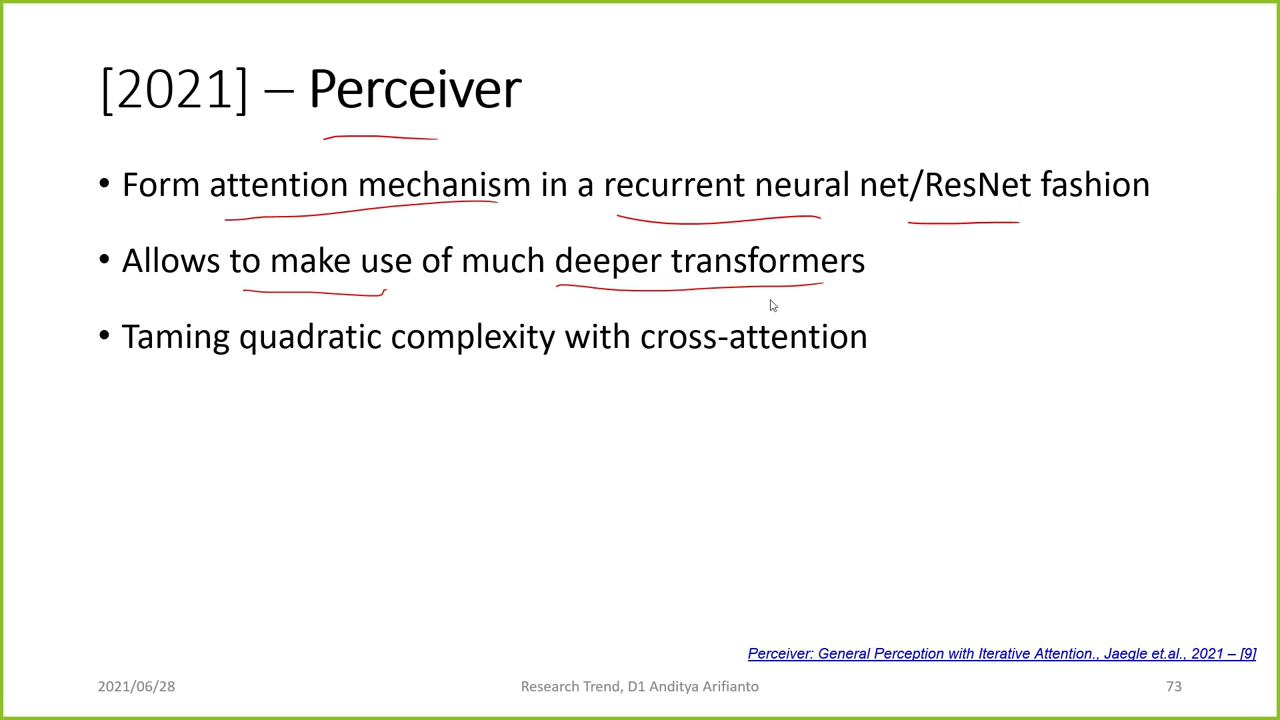 [2021] – Perceiver
• Form attention mechanism in a recurrent neural net/ResNet fashion
• Allows to make use of much deeper transformers
• Taming quadratic complexity with cross-attention
Perceiver: General Perception with Iterative Attention., Jaegle et.al., 2021 – [9]
2021/06/28
Research Trend, D1 Anditya Arifianto
73